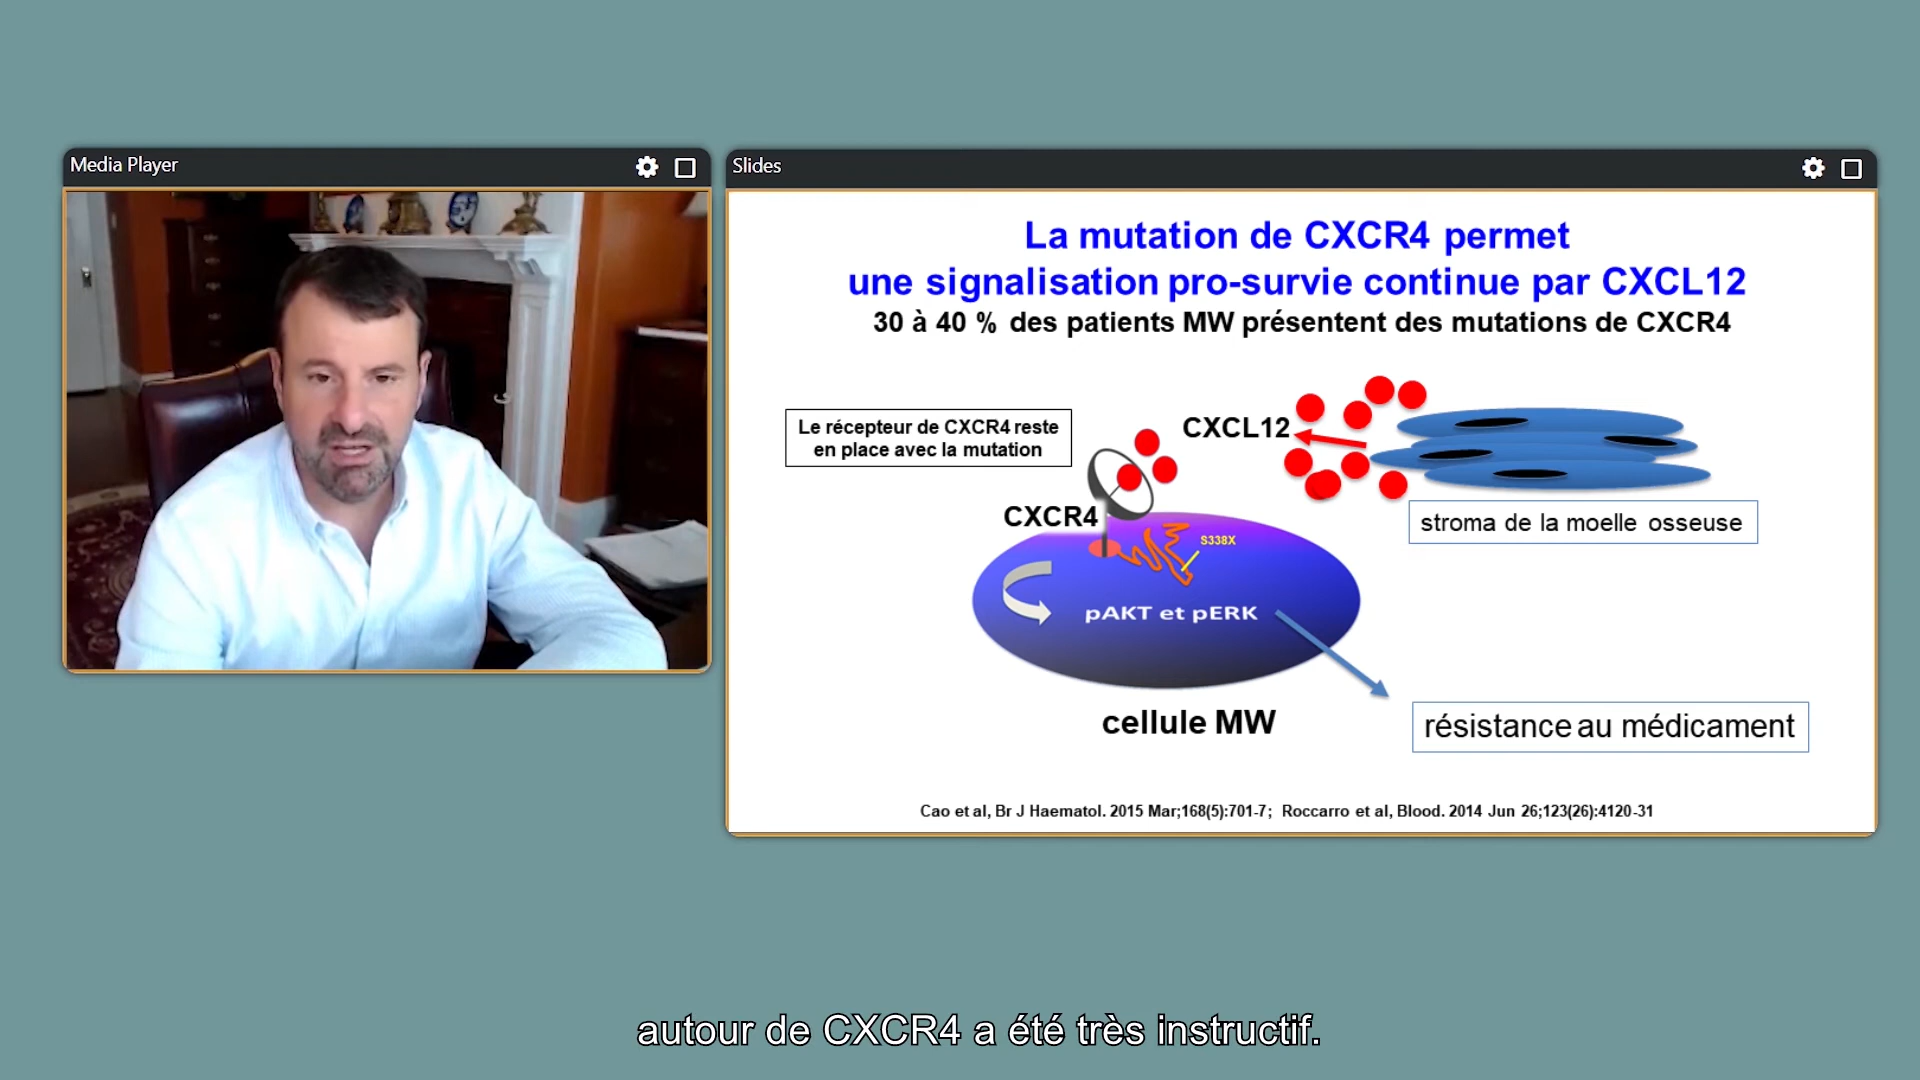 Media Player
Slides
La mutation de CXCR4 permet
une signalisation pro-survie continue par CXCL12
30 à 40 % des patients MW présentent des mutations de CXCR4
Le récepteur de CXCR4 reste
en place avec la mutation
CXCL12
CXCR4
stroma de la moelle osseuse
S338X
pAKT et pERK
cellule MW
résistance au médicament
Cao et al, Br J Haematol. 2015 Mar;168(5):701-7; Roccarro et al, Blood. 2014 Jun 26;123(26):4120-31
autour de CXCR4 a été très instructif.